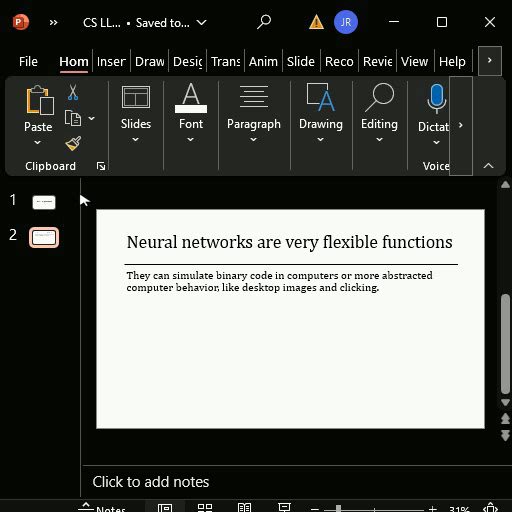 CS LL... • Saved to...
JR
File Hom Inser Draw Desig Trans Anim Slide Reco Revie View Help
Paste Slides Font Paragraph Drawing Editing Dictat
Clipboard Voice
1
2
Neural networks are very flexible functions
They can simulate binary code in computers or more abstracted
computer behavior, like desktop images and clicking.
Click to add notes
Notes 31%